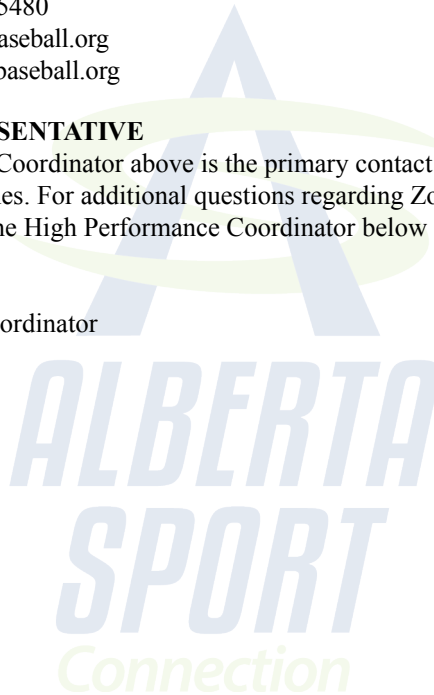 5480
aseball.org
baseball.org
SENTATIVE
Coordinator above is the primary contact
es. For additional questions regarding Zo
he High Performance Coordinator below
ordinator
ALBERTA
SPORT
Connection